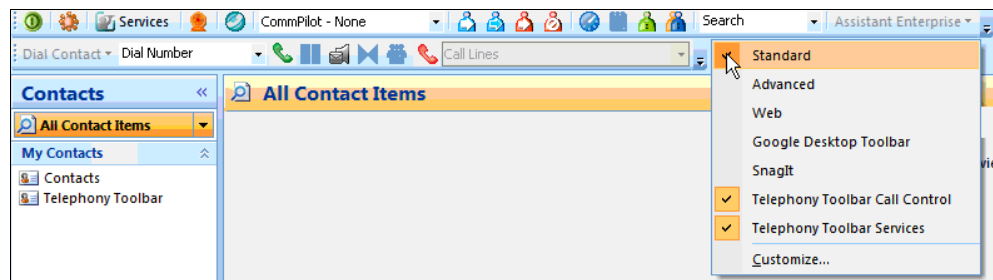 Services CommPilot - None Search Assistant Enterprise
Dial Contact Dial Number Call Lines
Contacts «
All Contact Items
All Contact Items
My Contacts
Contacts
Telephony Toolbar
Standard
Advanced
Web
Google Desktop Toolbar
SnagIt
Telephony Toolbar Call Control
Telephony Toolbar Services
Customize...